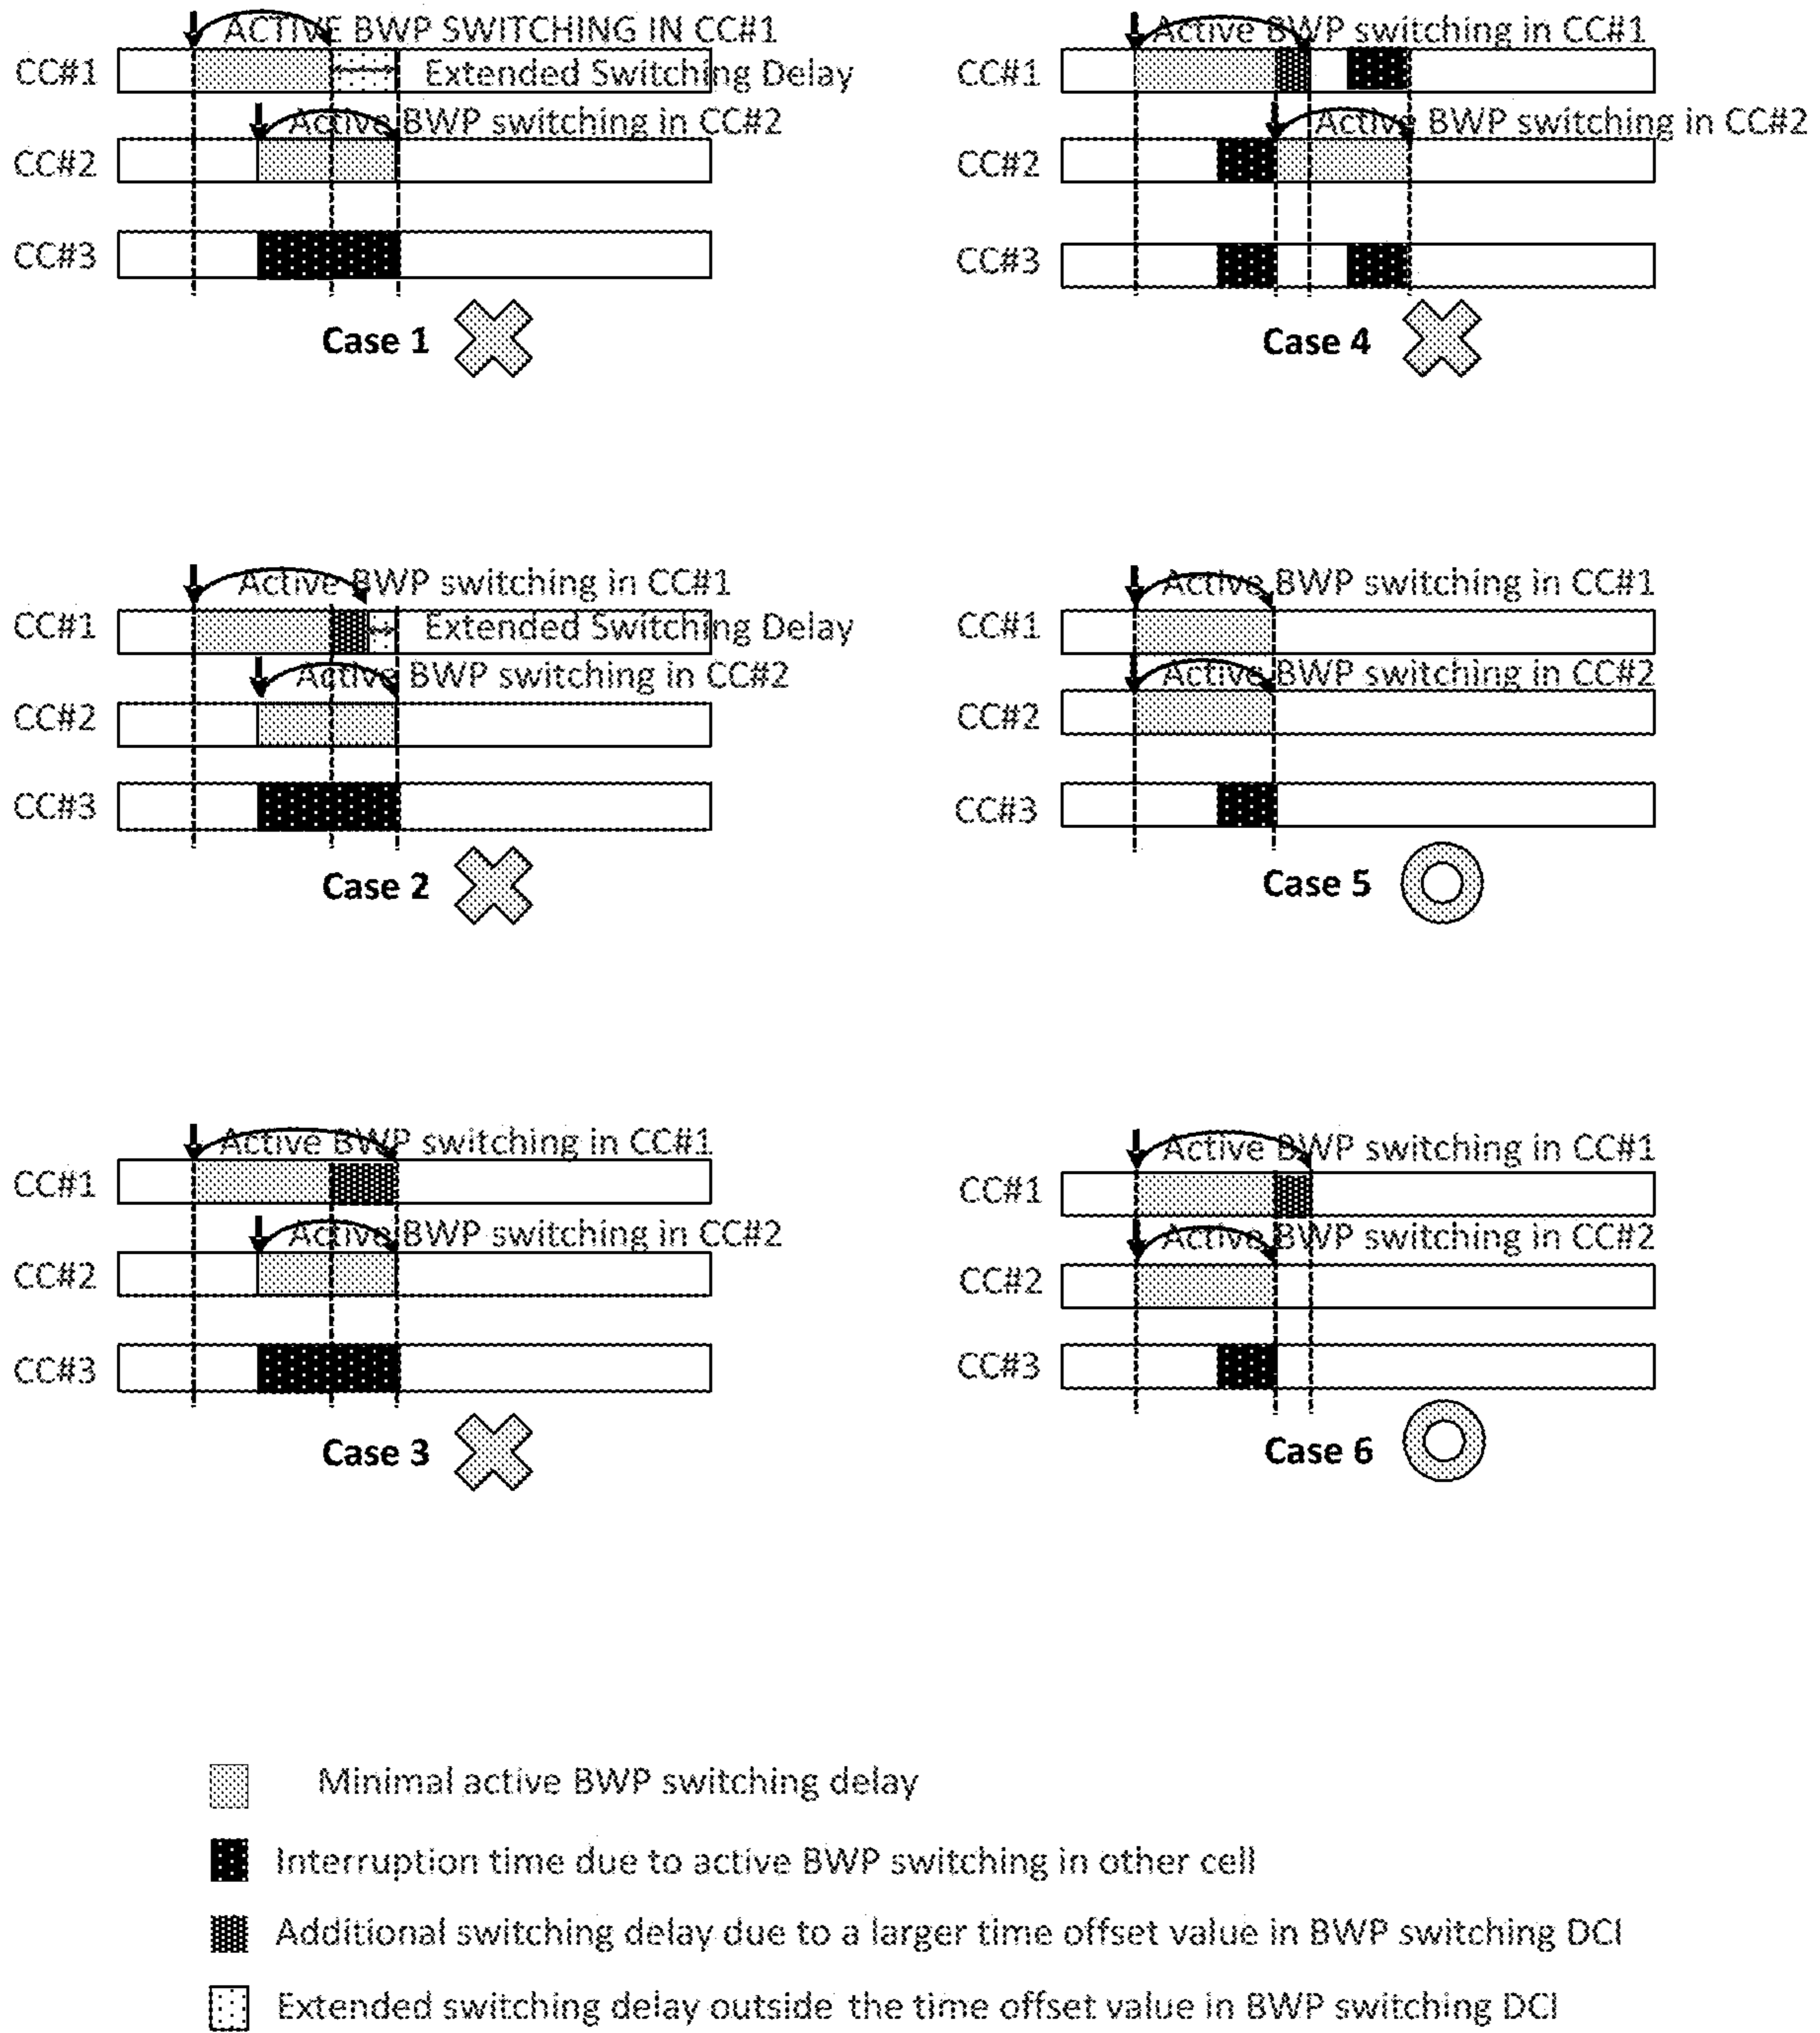 ACTIVE BWP SWITCHING IN CC#1
CC#1
Extended Switching Delay
Active BWP switching in CC#2
CC#2
CC#3
Case 1
Active BWP switching in CC#1
CC#1
Active BWP switching in CC#2
CC#2
CC#3
Case 4
Active BWP switching in CC#1
CC#1
Extended Switching Delay
Active BWP switching in CC#2
CC#2
CC#3
Case 2
Active BWP switching in CC#1
CC#1
Active BWP switching in CC#2
CC#2
CC#3
Case 5
Active BWP switching in CC#1
CC#1
Active BWP switching in CC#2
CC#2
CC#3
Case 3
Active BWP switching in CC#1
CC#1
Active BWP switching in CC#2
CC#2
CC#3
Case 6
Minimal active BWP switching delay
Interruption time due to active BWP switching in other cell
Additional switching delay due to a larger time offset value in BWP switching DCI
Extended switching delay outside the time offset value in BWP switching DCI